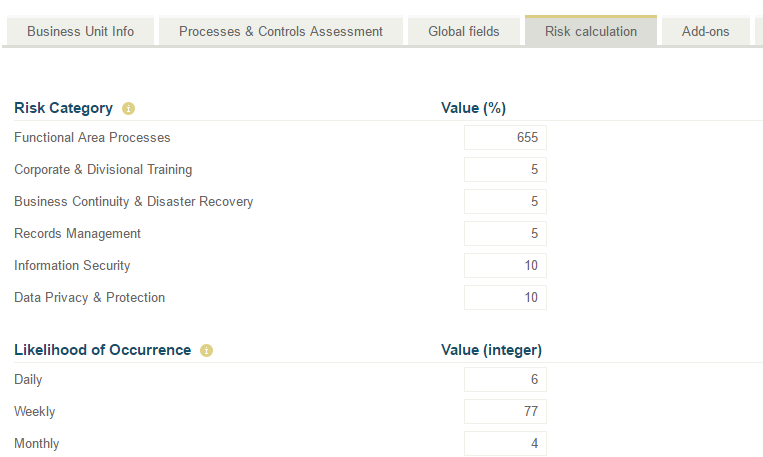 Business Unit Info Processes & Controls Assessment Global fields Risk calculation Add-ons
Risk Category i Value (%)
Functional Area Processes 655
Corporate & Divisional Training 5
Business Continuity & Disaster Recovery 5
Records Management 5
Information Security 10
Data Privacy & Protection 10
Likelihood of Occurrence i Value (integer)
Daily 6
Weekly 77
Monthly 4